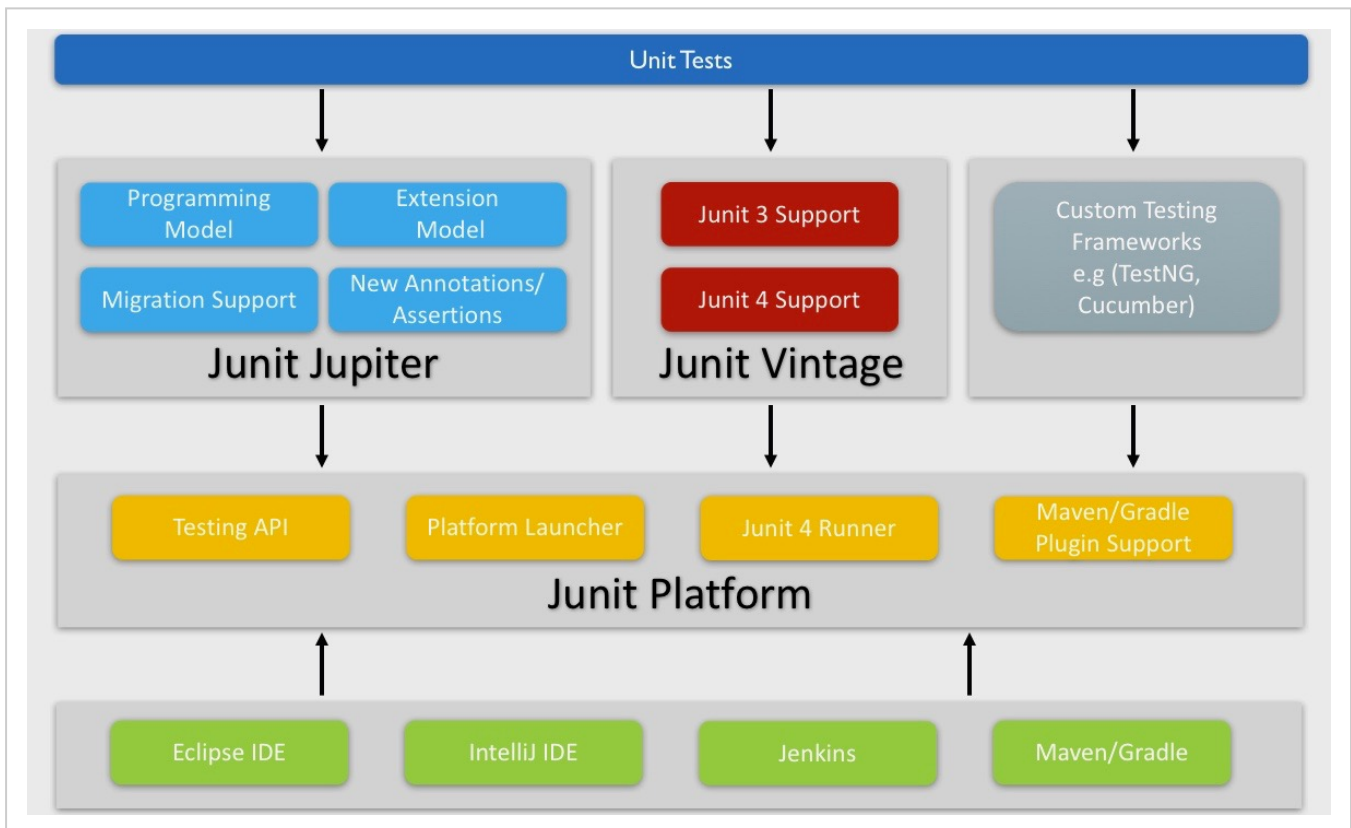 Unit Tests
Programming
Model
Extension
Model
Migration Support
New Annotations/
Assertions
Junit Jupiter
Junit 3 Support
Junit 4 Support
Junit Vintage
Custom Testing
Frameworks
e.g (TestNG,
Cucumber)
Testing API
Platform Launcher
Junit 4 Runner
Maven/Gradle
Plugin Support
Junit Platform
Eclipse IDE
IntelliJ IDE
Jenkins
Maven/Gradle